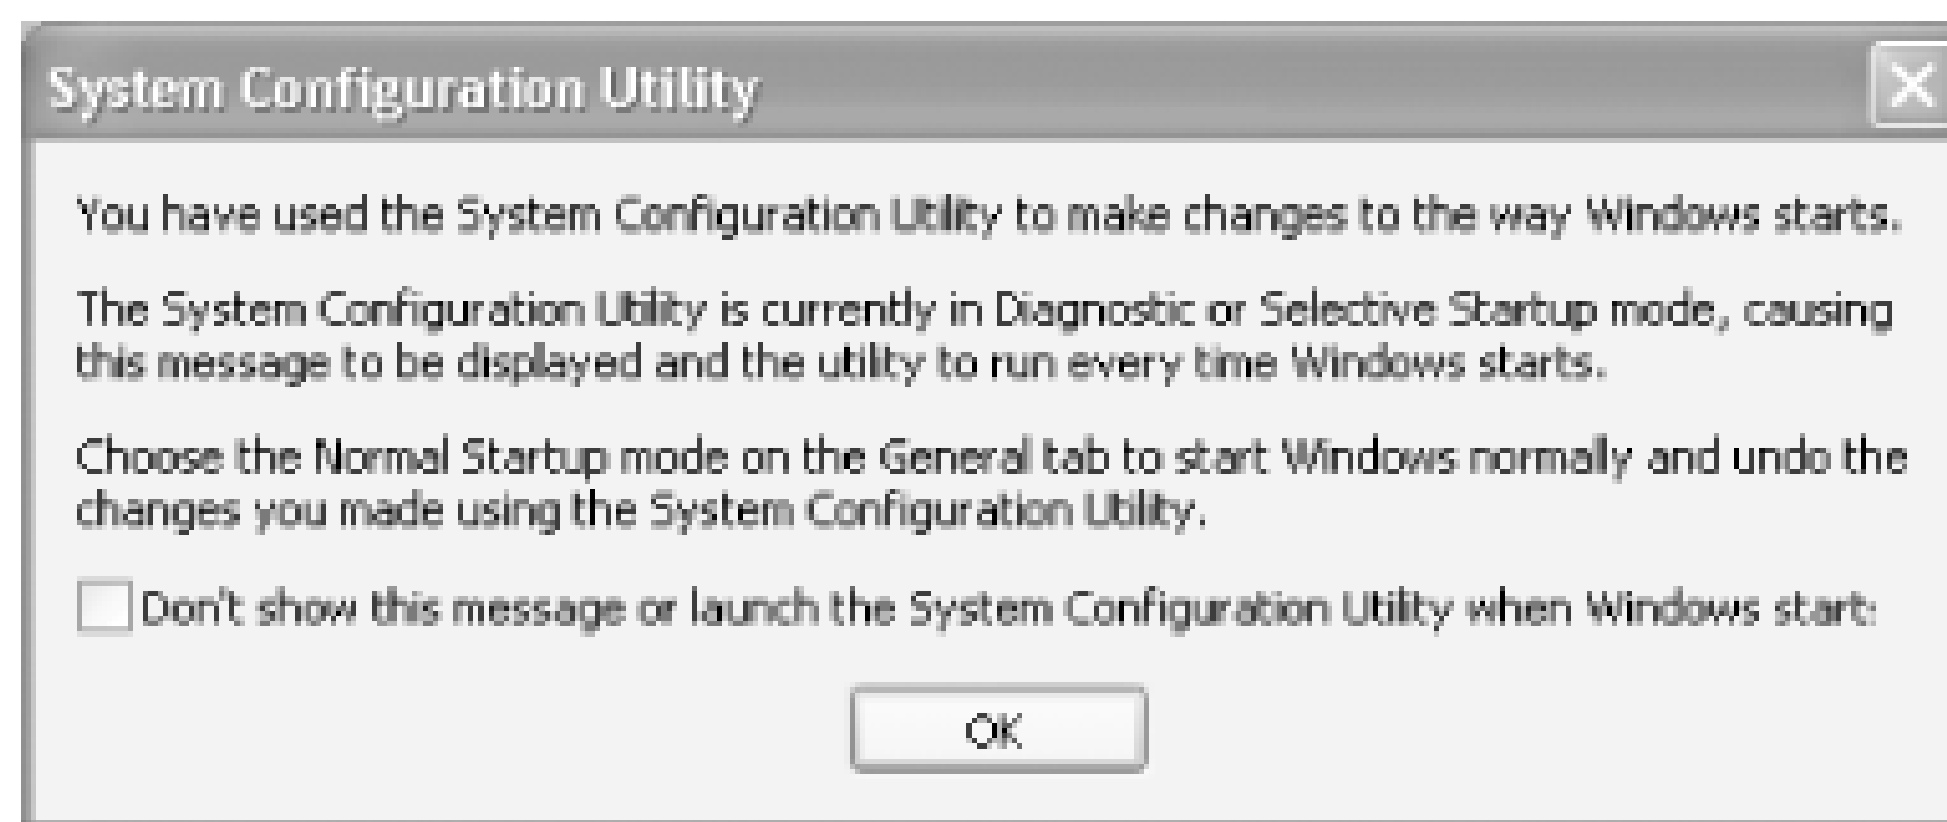 System Configuration Utility
You have used the System Configuration Utility to make changes to the way Windows starts.
The System Configuration Utility is currently in Diagnostic or Selective Startup mode, causing
this message to be displayed and the utility to run every time Windows starts.
Choose the Normal Startup mode on the General tab to start Windows normally and undo the
changes you made using the System Configuration Utility.
Don't show this message or launch the System Configuration Utility when Windows start:
OK